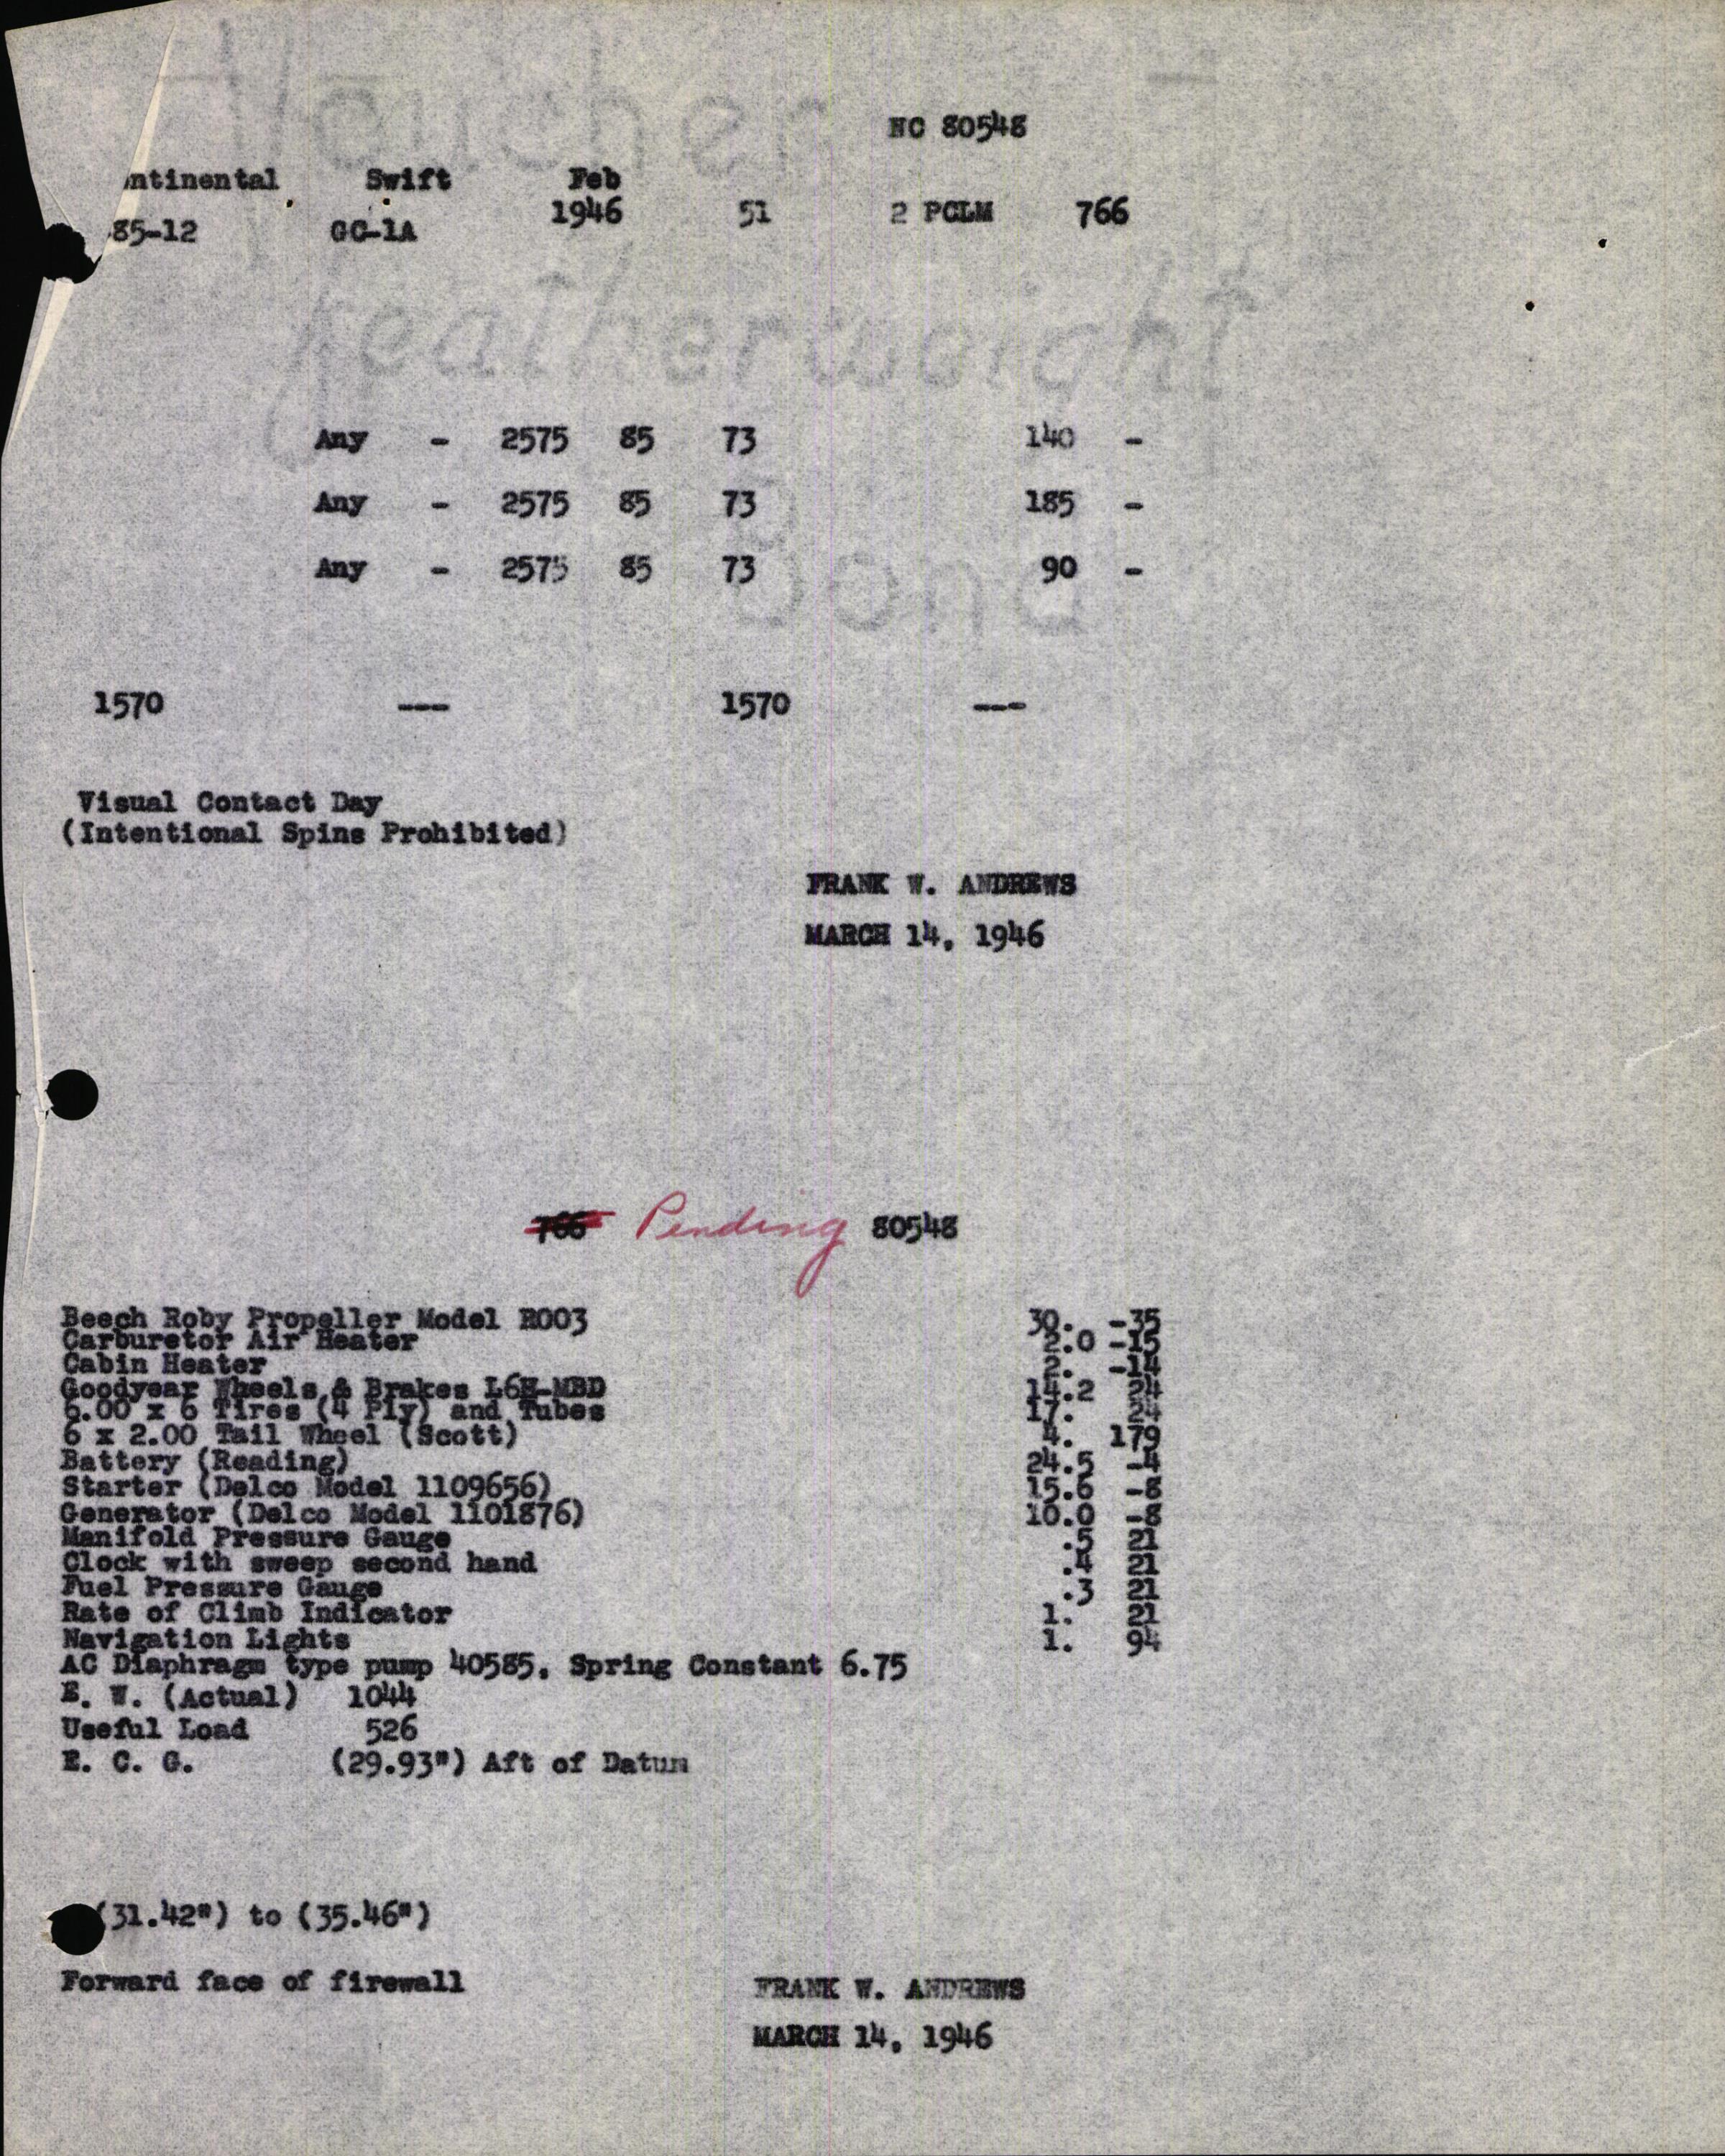 Houcher
NC 80548
ntinental Swift Feb
1946 51 2 PCLM 766
85-12 GC-1A
Featherweight
Any - 2575 85 73 140 -
Any - 2575 85 73 185 -
Any - 2575 85 73 90 -
Bond
1570 --- 1570 ---
Visual Contact Day
(Intentional Spins Prohibited)
FRANK W. ANDREWS
MARCH 14, 1946
766 Pending 80548
Beech Roby Propeller Model R003 30. -35
Carburetor Air Heater 2.0 -15
Cabin Heater 2. -14
Goodyear Wheels & Brakes L6H-MBD 14.2 24
6.00 x 6 Tires (4 Ply) and Tubes 17. 24
6 x 2.00 Tail Wheel (Scott) 4. 179
Battery (Reading) 24.5 -4
Starter (Delco Model 1109656) 15.6 -8
Generator (Delco Model 1101876) 10.0 -8
Manifold Pressure Gauge .5 21
Clock with sweep second hand .4 21
Fuel Pressure Gauge .3 21
Rate of Climb Indicator 1. 21
Navigation Lights 1. 94
AC Diaphragm type pump 40585, Spring Constant 6.75
E. W. (Actual) 1044
Useful Load 526
E. C. G. (29.93") Aft of Datum
(31.42") to (35.46")
Forward face of firewall
FRANK W. ANDREWS
MARCH 14, 1946